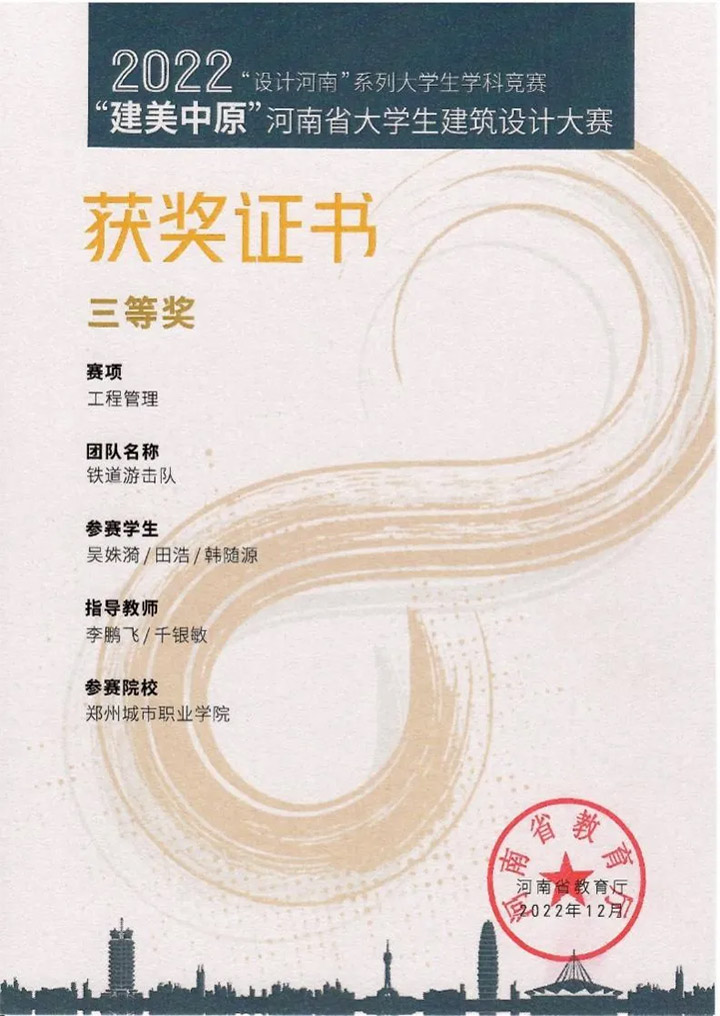 2022 “设计河南”系列大学生学科竞赛
“建美中原”河南省大学生建筑设计大赛
获奖证书
三等奖
赛项
工程管理
团队名称
铁道游击队
参赛学生
吴姝漪/田浩/韩随源
指导教师
李鹏飞/千银敏
参赛院校
郑州城市职业学院
河南省教育厅
河南省教育厅
2022年12月